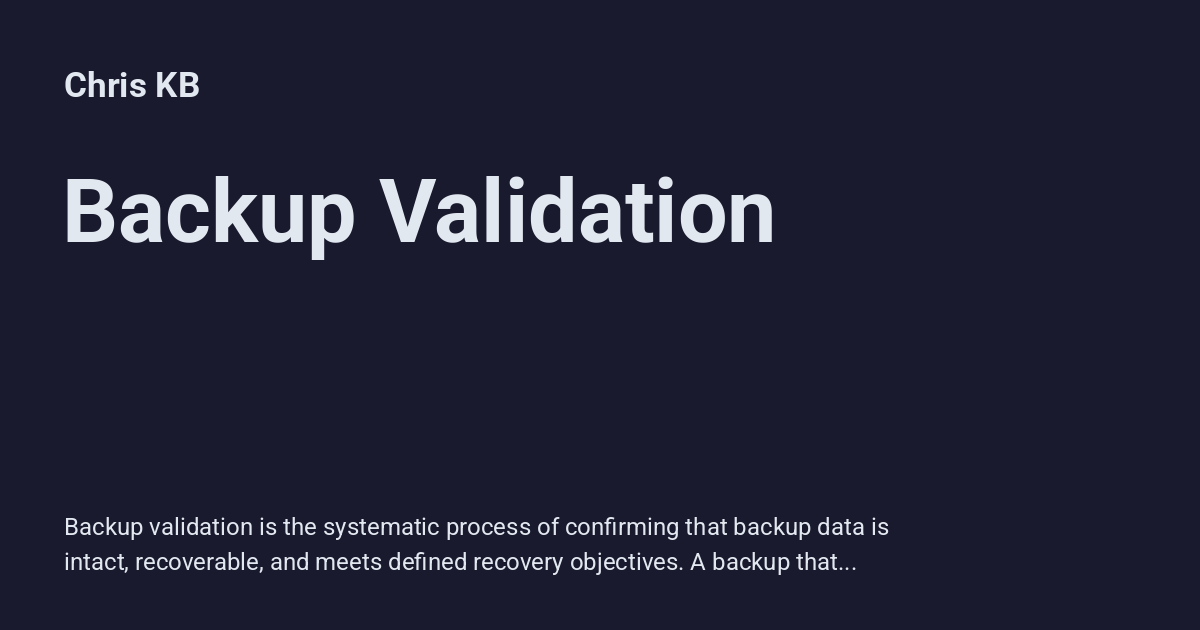 Chris KB
Backup Validation
Backup validation is the systematic process of confirming that backup data is
intact, recoverable, and meets defined recovery objectives. A backup that...